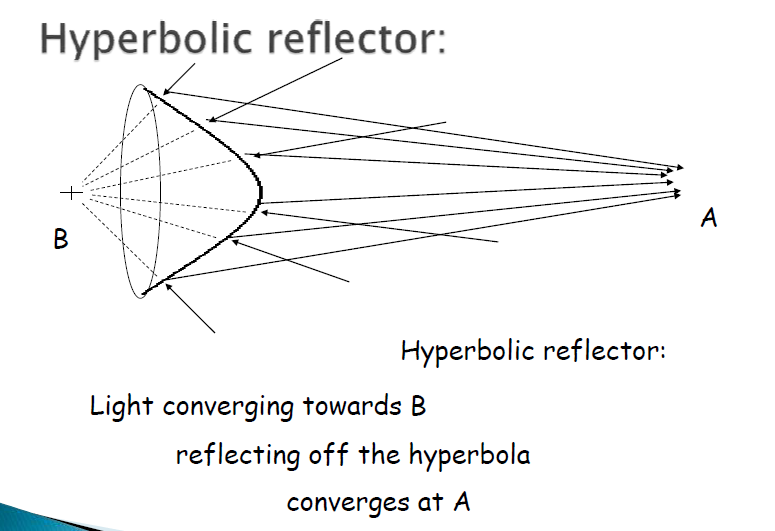 Hyperbolic reflector:
B
A
Hyperbolic reflector:
Light converging towards B
reflecting off the hyperbola
converges at A